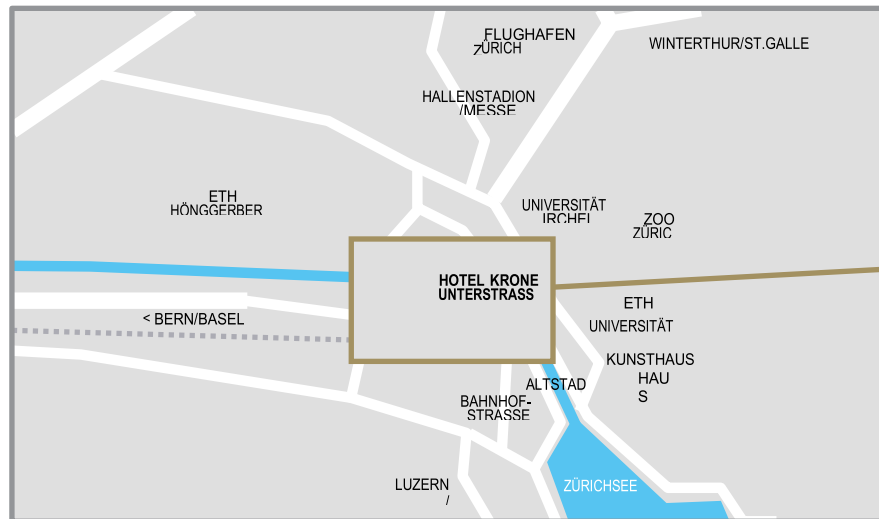 FLUGHAFEN
ZÜRICH
WINTERTHUR/ST.GALLE
HALLENSTADION
/MESSE
ETH
HÖNGGERBER
UNIVERSITÄT
IRCHEL
ZOO
ZÜRIC
HOTEL KRONE
UNTERSTRASS
ETH
UNIVERSITÄT
< BERN/BASEL
KUNSTHAUS
HAU
S
ALTSTAD
BAHNHOF-
STRASSE
LUZERN
/
ZÜRICHSEE